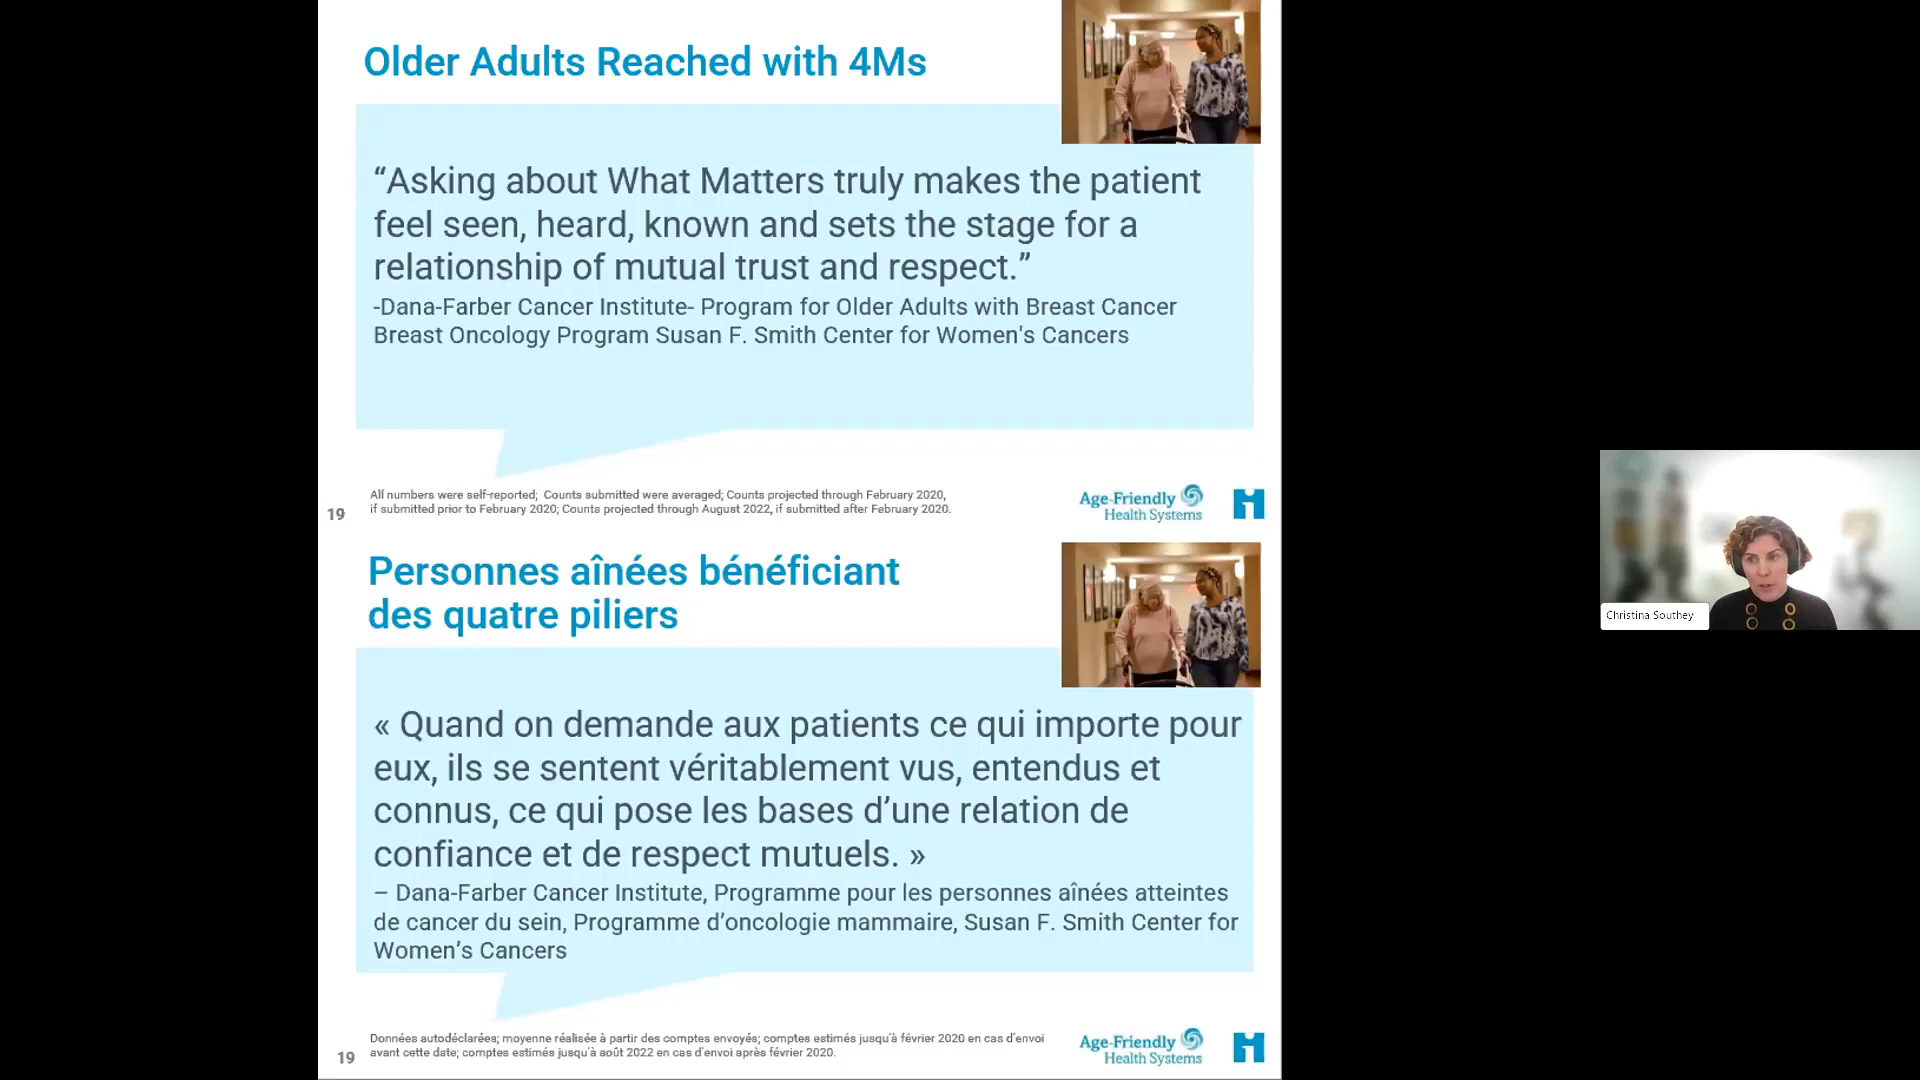 Older Adults Reached with 4Ms
“Asking about What Matters truly makes the patient
feel seen, heard, known and sets the stage for a
relationship of mutual trust and respect.”
-Dana-Farber Cancer Institute- Program for Older Adults with Breast Cancer
Breast Oncology Program Susan F. Smith Center for Women's Cancers
All numbers were self-reported; Counts submitted were averaged; Counts projected through February 2020,
if submitted prior to February 2020; Counts projected through August 2022, if submitted after February 2020.
19
Age-Friendly
Health Systems
Personnes aînées bénéficiant
des quatre piliers
« Quand on demande aux patients ce qui importe pour
eux, ils se sentent véritablement vus, entendus et
connus, ce qui pose les bases d’une relation de
confiance et de respect mutuels. »
– Dana-Farber Cancer Institute, Programme pour les personnes aînées atteintes
de cancer du sein, Programme d’oncologie mammaire, Susan F. Smith Center for
Women’s Cancers
Données autodéclarées; moyenne réalisée à partir des comptes envoyés; comptes estimés jusqu'à février 2020 en cas d'envoi
avant cette date; comptes estimés jusqu'à août 2022 en cas d'envoi après février 2020.
19
Age-Friendly
Health Systems
Christina Southey